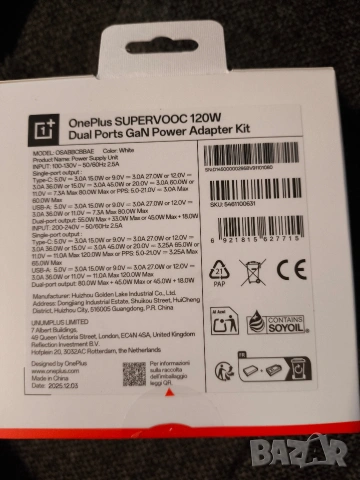 OnePlus SUPERVOOC 120W
Dual Ports GaN Power Adapter Kit
Color: White
Product Name: Power Supply Unit
INPUT: 100-130V~50/60Hz 2.5A
Single-port output :
Type-C: 5.0V⎓3.0A 15.0W or 9.0V⎓3.0A 27.0W or 12.0V⎓
3.0A 36.0W or 15.0V⎓3.0A 45.0W or 20.0V⎓3.0A 60.0W or
11.0V⎓7.3A 80.0W Max or PPS: 5.0-21.0V⎓3.0A Max
60.0W Max
USB-A: 5.0V⎓3.0A 15.0W or 9.0V⎓3.0A 27.0W or 12.0V⎓
3.0A 36.0W or 11.0V⎓7.3A 80.0W Max
Dual-port output: 55.0W Max + 33.0W Max or 45.0W Max + 18.0W
Max
INPUT: 200-240V~50/60Hz 2.5A
Single-port output :
Type-C: 5.0V⎓3.0A 15.0W or 9.0V⎓3.0A 27.0W or 12.0V⎓
3.0A 36.0W or 15.0V⎓3.0A 45.0W or 20.0V⎓3.25A 65.0W or
11.0V⎓11.0A Max 120.0W Max or PPS: 5.0-21.0V⎓3.25A Max
65.0W Max
USB-A: 5.0V⎓3.0A 15.0W or 9.0V⎓3.0A 27.0W or 12.0V⎓
3.0A 36.0W or 11.0V⎓11.0A Max 120.0W Max
Dual-port output: 80.0W Max + 45.0W Max or 45.0W Max + 18.0W
Max
Manufacturer: Huizhou Golden Lake Industrial Co., Ltd.
Address: Dongjiang Industrial Estate, Shuikou Street, HuiCheng
District, Huizhou City, 516005 Guangdong, P.R. China
UNUMPLUS LIMITED
7 Albert Buildings,
49 Queen Victoria Street, London, EC4N 4SA, United Kingdom
Reflection Investment B.V.
Hotplein 20, 3032AC Rotterdam, the Netherlands
Designed by OnePlus
www.oneplus.com
Made in China
Date: 2025.12.03
Per informazioni
sulla raccolta
dell'imballaggio
leggi QR.
SKU: 5461100631
6 921815 627715
21
PAP
CONTAINS
SOYOIL
FR
BAZAR
bg